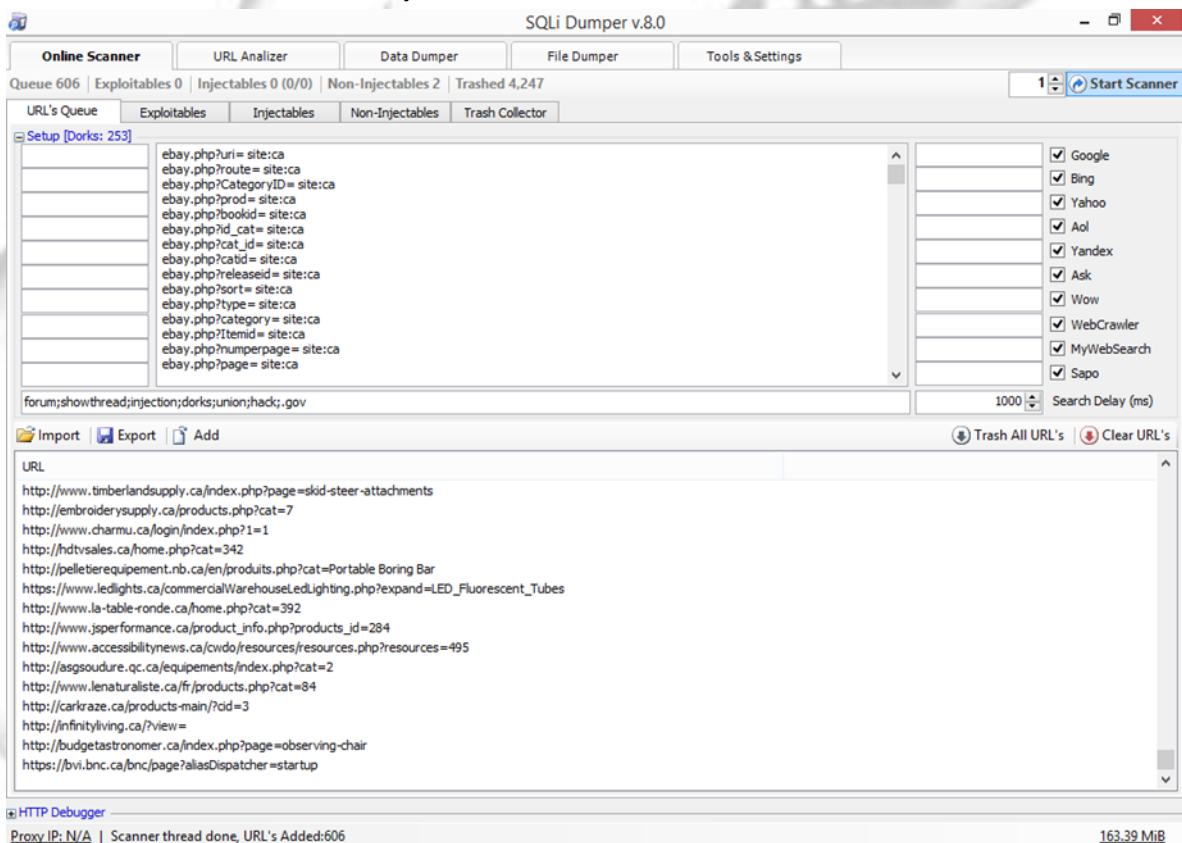 SQLi Dumper v.8.0
Online Scanner URL Analizer Data Dumper File Dumper Tools & Settings
Queue 606 | Exploitables 0 | Injectables 0 (0/0) | Non-Injectables 2 | Trashed 4,247
1 Start Scanner
URL's Queue Exploitables Injectables Non-Injectables Trash Collector
Setup [Dorks: 253]
ebay.php?uri= site:ca
ebay.php?route= site:ca
ebay.php?CategoryID= site:ca
ebay.php?prod= site:ca
ebay.php?bookid= site:ca
ebay.php?id_cat= site:ca
ebay.php?cat_id= site:ca
ebay.php?catid= site:ca
ebay.php?releaseid= site:ca
ebay.php?sort= site:ca
ebay.php?type= site:ca
ebay.php?category= site:ca
ebay.php?Itemid= site:ca
ebay.php?numperpage= site:ca
ebay.php?page= site:ca
Google
Bing
Yahoo
Aol
Yandex
Ask
Wow
WebCrawler
MyWebSearch
Sapo
forum;showthread;injection;dorks;union;hack;.gov
1000 Search Delay (ms)
Import | Export | Add
Trash All URL's | Clear URL's
URL
http://www.timberlandsupply.ca/index.php?page=skid-steer-attachments
http://embroiderysupply.ca/products.php?cat=7
http://www.charmu.ca/login/index.php?1=1
http://hdtvsales.ca/home.php?cat=342
http://pelletierequipement.nb.ca/en/produits.php?cat=Portable Boring Bar
https://www.ledlights.ca/commercialWarehouseLedLighting.php?expand=LED_Fluorescent_Tubes
http://www.la-table-ronde.ca/home.php?cat=392
http://www.jsperformance.ca/product_info.php?products_id=284
http://www.accessibilitynews.ca/cwdo/resources/resources.php?resources=495
http://asgsoudure.qc.ca/equipements/index.php?cat=2
http://www.lenaturaliste.ca/fr/products.php?cat=84
http://carkraze.ca/products-main/?cid=3
http://infinityliving.ca/?view=
http://budgetastronomer.ca/index.php?page=observing-chair
https://bvi.bnc.ca/bnc/page?aliasDispatcher=startup
HTTP Debugger
Proxy IP: N/A | Scanner thread done, URL's Added:606
163.39 MiB